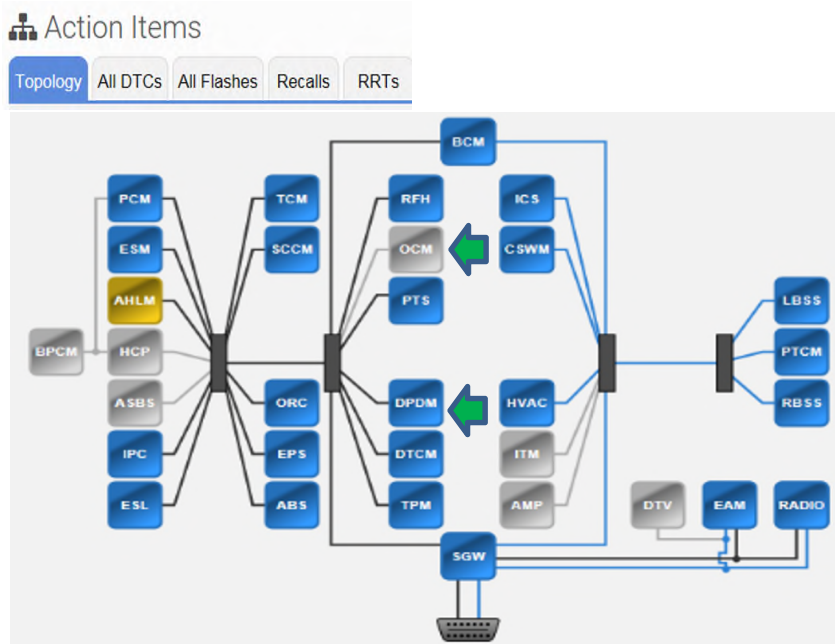 Action Items
Topology All DTCs All Flashes Recalls RRTs
BCM
PCM TCM RFH ICS
ESM SCCM OCM CSWM
AHLM PTS LBSS
BPCM HCP PTCM
ASBS ORC DPDM HVAC RBSS
IPC EPS DTCM ITM
ESL ABS TPM AMP DTV EAM RADIO
SGW